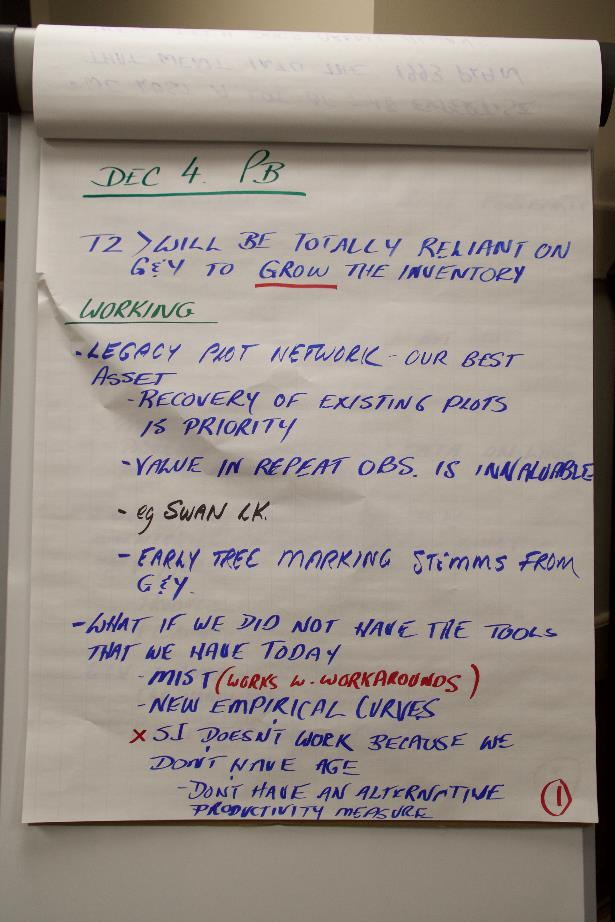 DEC 4. PB
T2 > WILL BE TOTALLY RELIANT ON
G&Y TO GROW THE INVENTORY
WORKING
- LEGACY PLOT NETWORK - OUR BEST
ASSET
- RECOVERY OF EXISTING PLOTS
IS PRIORITY
- VALUE IN REPEAT OBS. IS INNVALUABLE
- eg SWAN LK.
- EARLY TREE MARKING STEMMS FROM
G&Y.
- WHAT IF WE DID NOT HAVE THE TOOLS
THAT WE HAVE TODAY
- MIST (WORKS W. WORKAROUNDS)
- NEW EMPIRICAL CURVES
x S.I DOESN'T WORK BECAUSE WE
DON'T HAVE AGE
- DON'T HAVE AN ALTERNATIVE
PRODUCTIVITY MEASURE
1